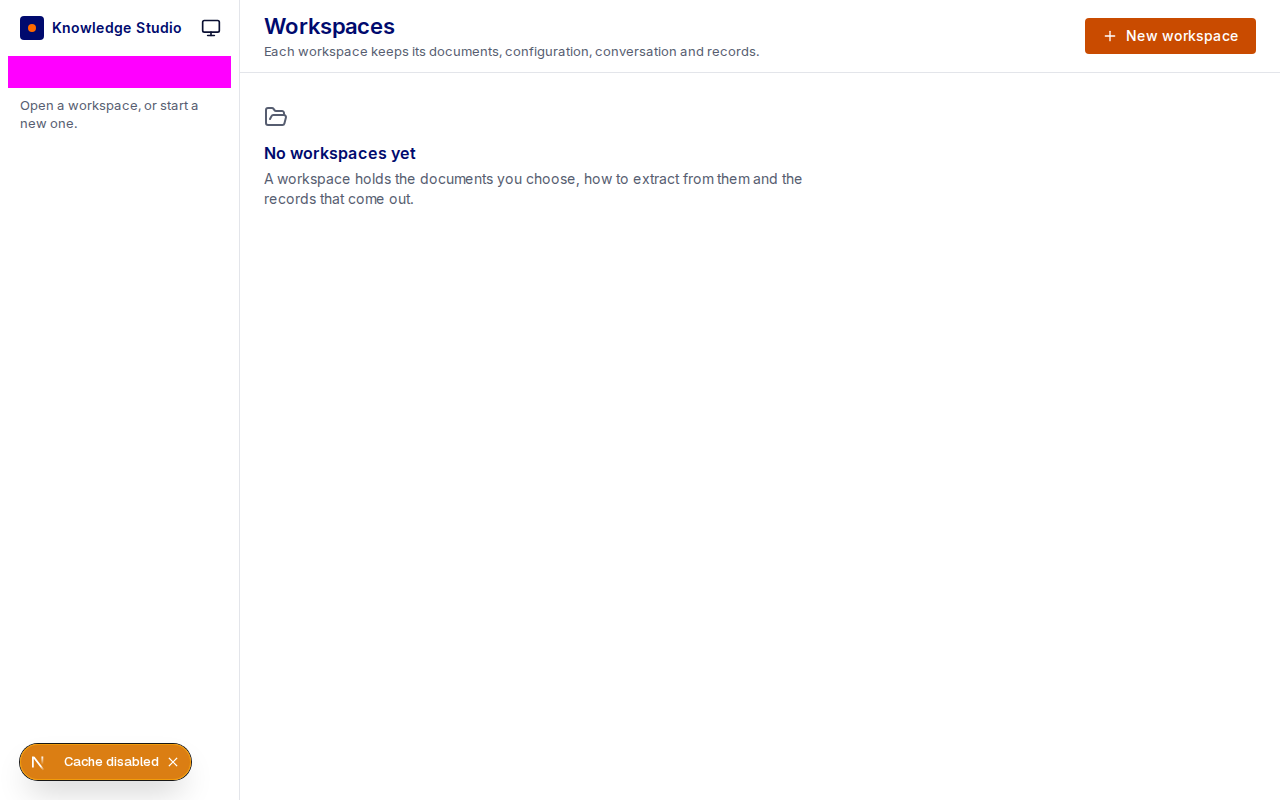 Knowledge Studio
Open a workspace, or start a
new one.
Workspaces
Each workspace keeps its documents, configuration, conversation and records.
New workspace
No workspaces yet
A workspace holds the documents you choose, how to extract from them and the
records that come out.
Cache disabled